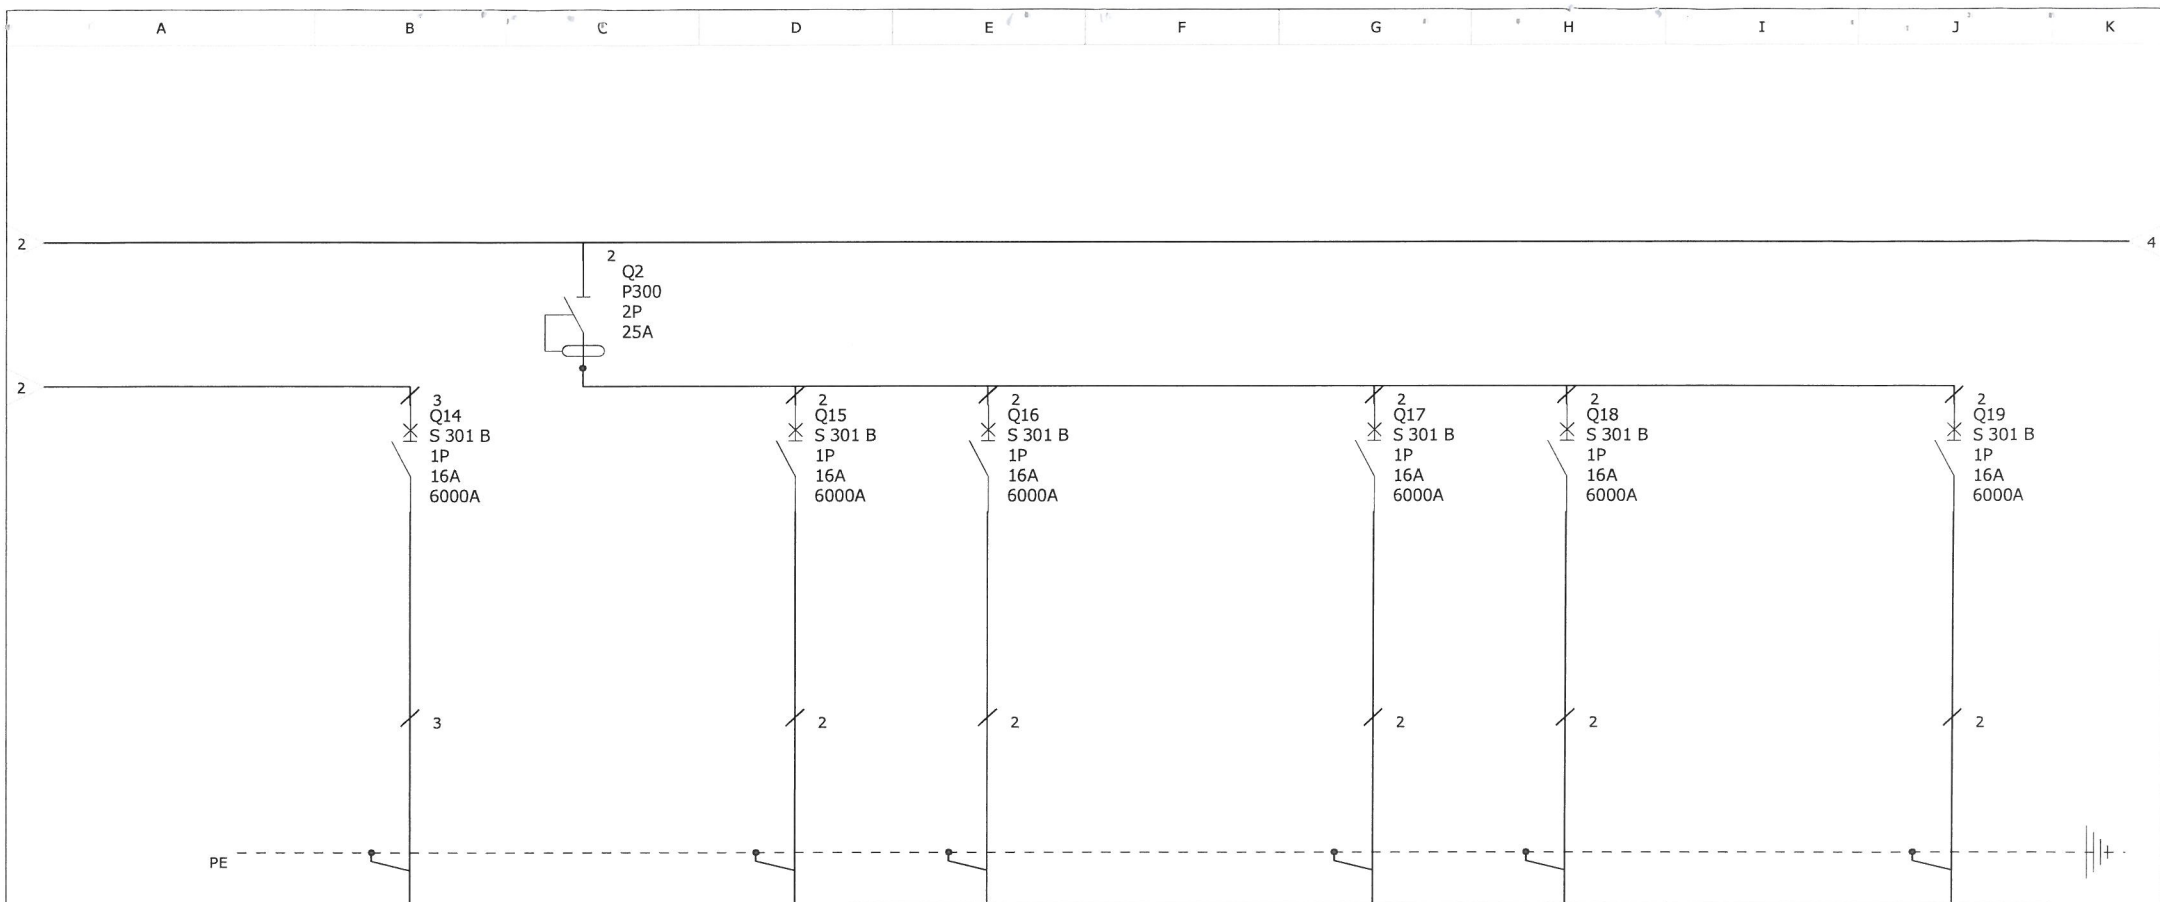 A B C D E F G H I J K
2 4
2
Q2
P300
2P
25A
2
3
Q14
S 301 B
1P
16A
6000A
2
Q15
S 301 B
1P
16A
6000A
2
Q16
S 301 B
1P
16A
6000A
2
Q17
S 301 B
1P
16A
6000A
2
Q18
S 301 B
1P
16A
6000A
2
Q19
S 301 B
1P
16A
6000A
3 2 2 2 2 2
PE